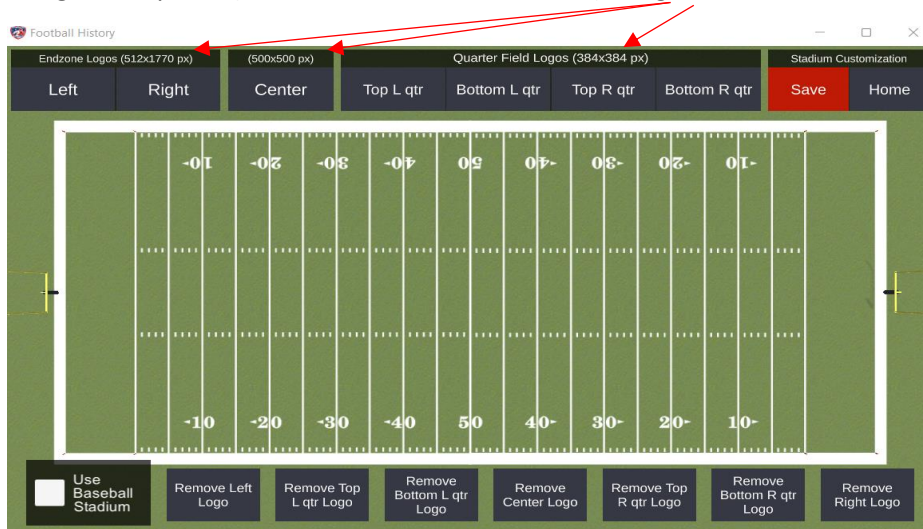 Football History
Endzone Logos (512x1770 px)
(500x500 px)
Quarter Field Logos (384x384 px)
Stadium Customization
Left
Right
Center
Top L qtr
Bottom L qtr
Top R qtr
Bottom R qtr
Save
Home
10 20 30 40 50 40 30 20 10
10 20 30 40 50 40 30 20 10
Use
Baseball
Stadium
Remove Left
Logo
Remove Top
L qtr Logo
Remove
Bottom L qtr
Logo
Remove
Center Logo
Remove Top
R qtr Logo
Remove
Bottom R qtr
Logo
Remove
Right Logo